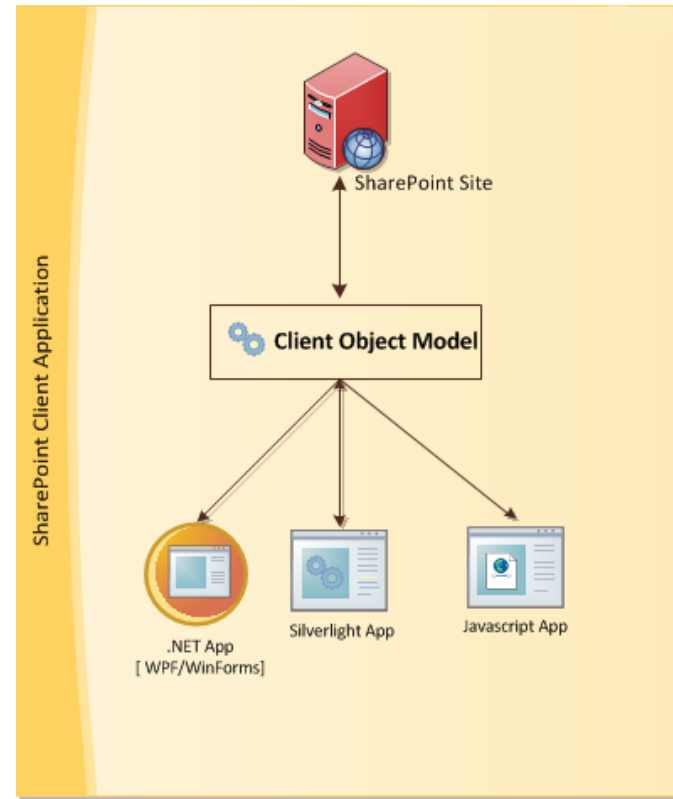 SharePoint Site
SharePoint Client Application
Client Object Model
.NET App
[ WPF/WinForms]
Silverlight App
Javascript App